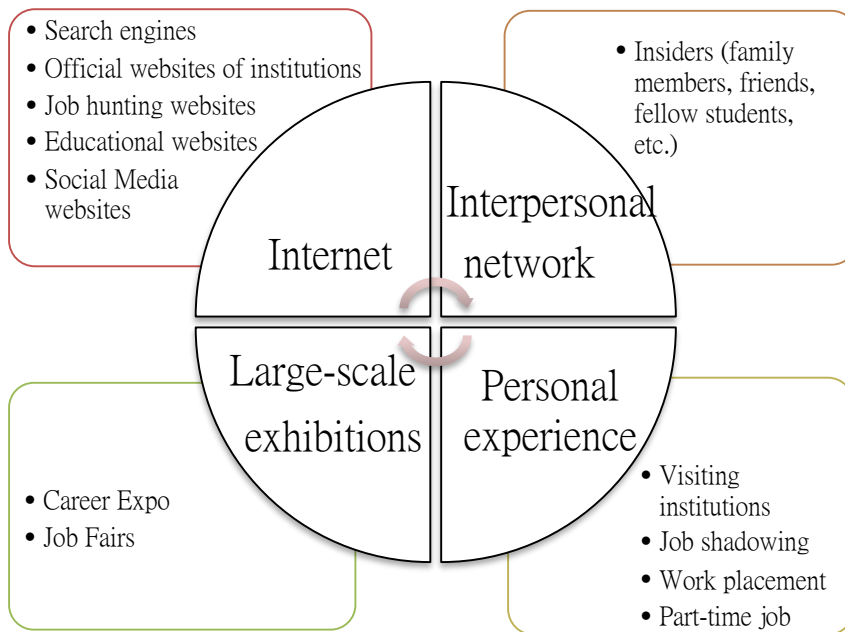 • Search engines
• Official websites of institutions
• Job hunting websites
• Educational websites
• Social Media
websites
• Insiders (family
members, friends,
fellow students,
etc.)
Internet
Interpersonal
network
Large-scale
exhibitions
Personal
experience
• Career Expo
• Job Fairs
• Visiting
institutions
• Job shadowing
• Work placement
• Part-time job